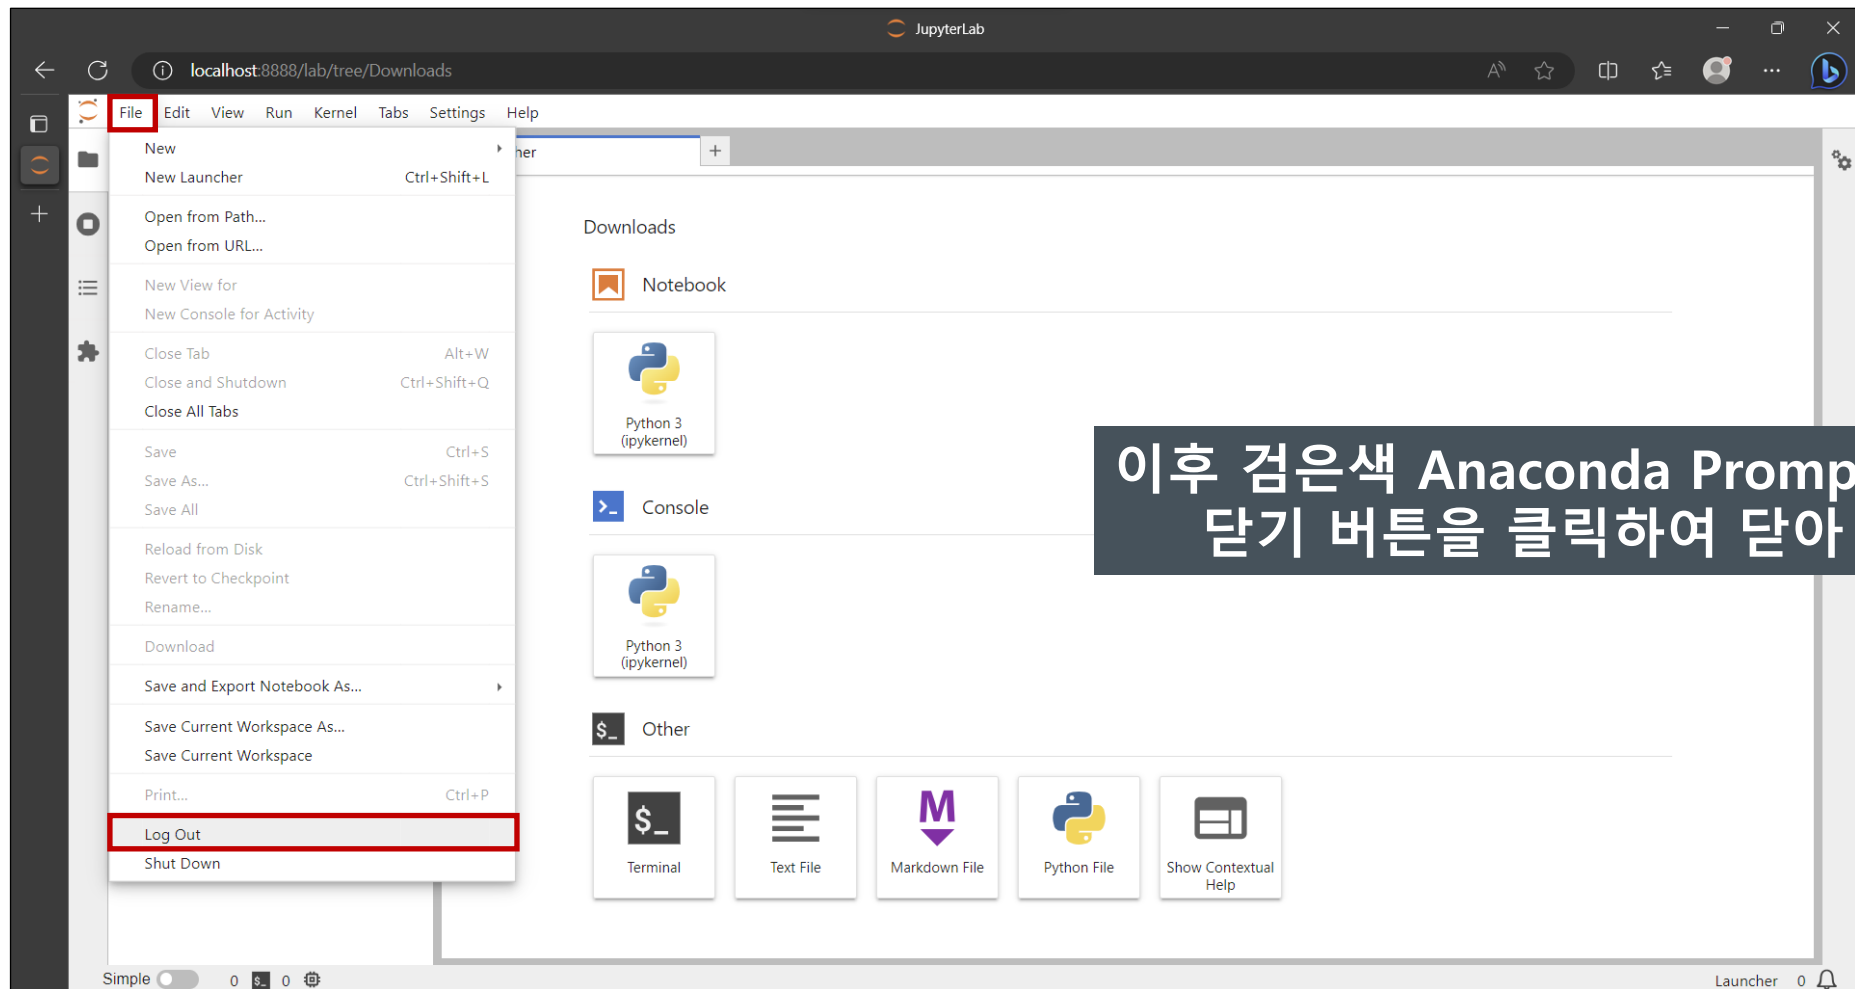 JupyterLab
localhost:8888/lab/tree/Downloads
File Edit View Run Kernel Tabs Settings Help
New
New Launcher Ctrl+Shift+L
Open from Path...
Open from URL...
New View for
New Console for Activity
Close Tab Alt+W
Close and Shutdown Ctrl+Shift+Q
Close All Tabs
Save Ctrl+S
Save As... Ctrl+Shift+S
Save All
Reload from Disk
Revert to Checkpoint
Rename...
Download
Save and Export Notebook As...
Save Current Workspace As...
Save Current Workspace
Print... Ctrl+P
Log Out
Shut Down
her
Downloads
Notebook
Python 3
(ipykernel)
Console
Python 3
(ipykernel)
Other
$_
Terminal
Text File
Markdown File
Python File
Show Contextual
Help
이후 검은색 Anaconda Promp
닫기 버튼을 클릭하여 닫아
Simple 0 $_ 0
Launcher 0